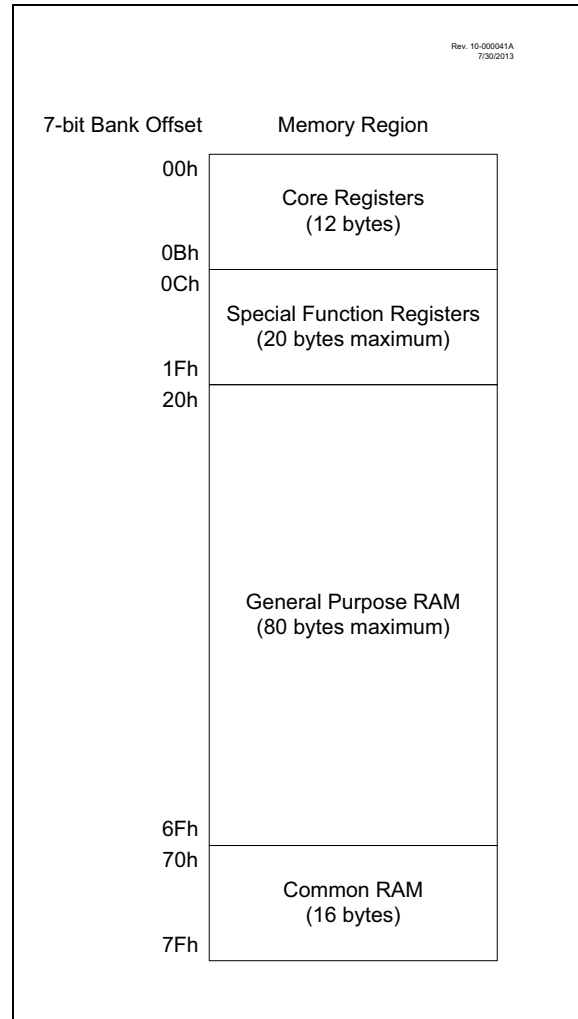 Rev. 10-000041A
7/30/2013
7-bit Bank Offset Memory Region
00h
Core Registers
(12 bytes)
0Bh
0Ch
Special Function Registers
(20 bytes maximum)
1Fh
20h
General Purpose RAM
(80 bytes maximum)
6Fh
70h
Common RAM
(16 bytes)
7Fh